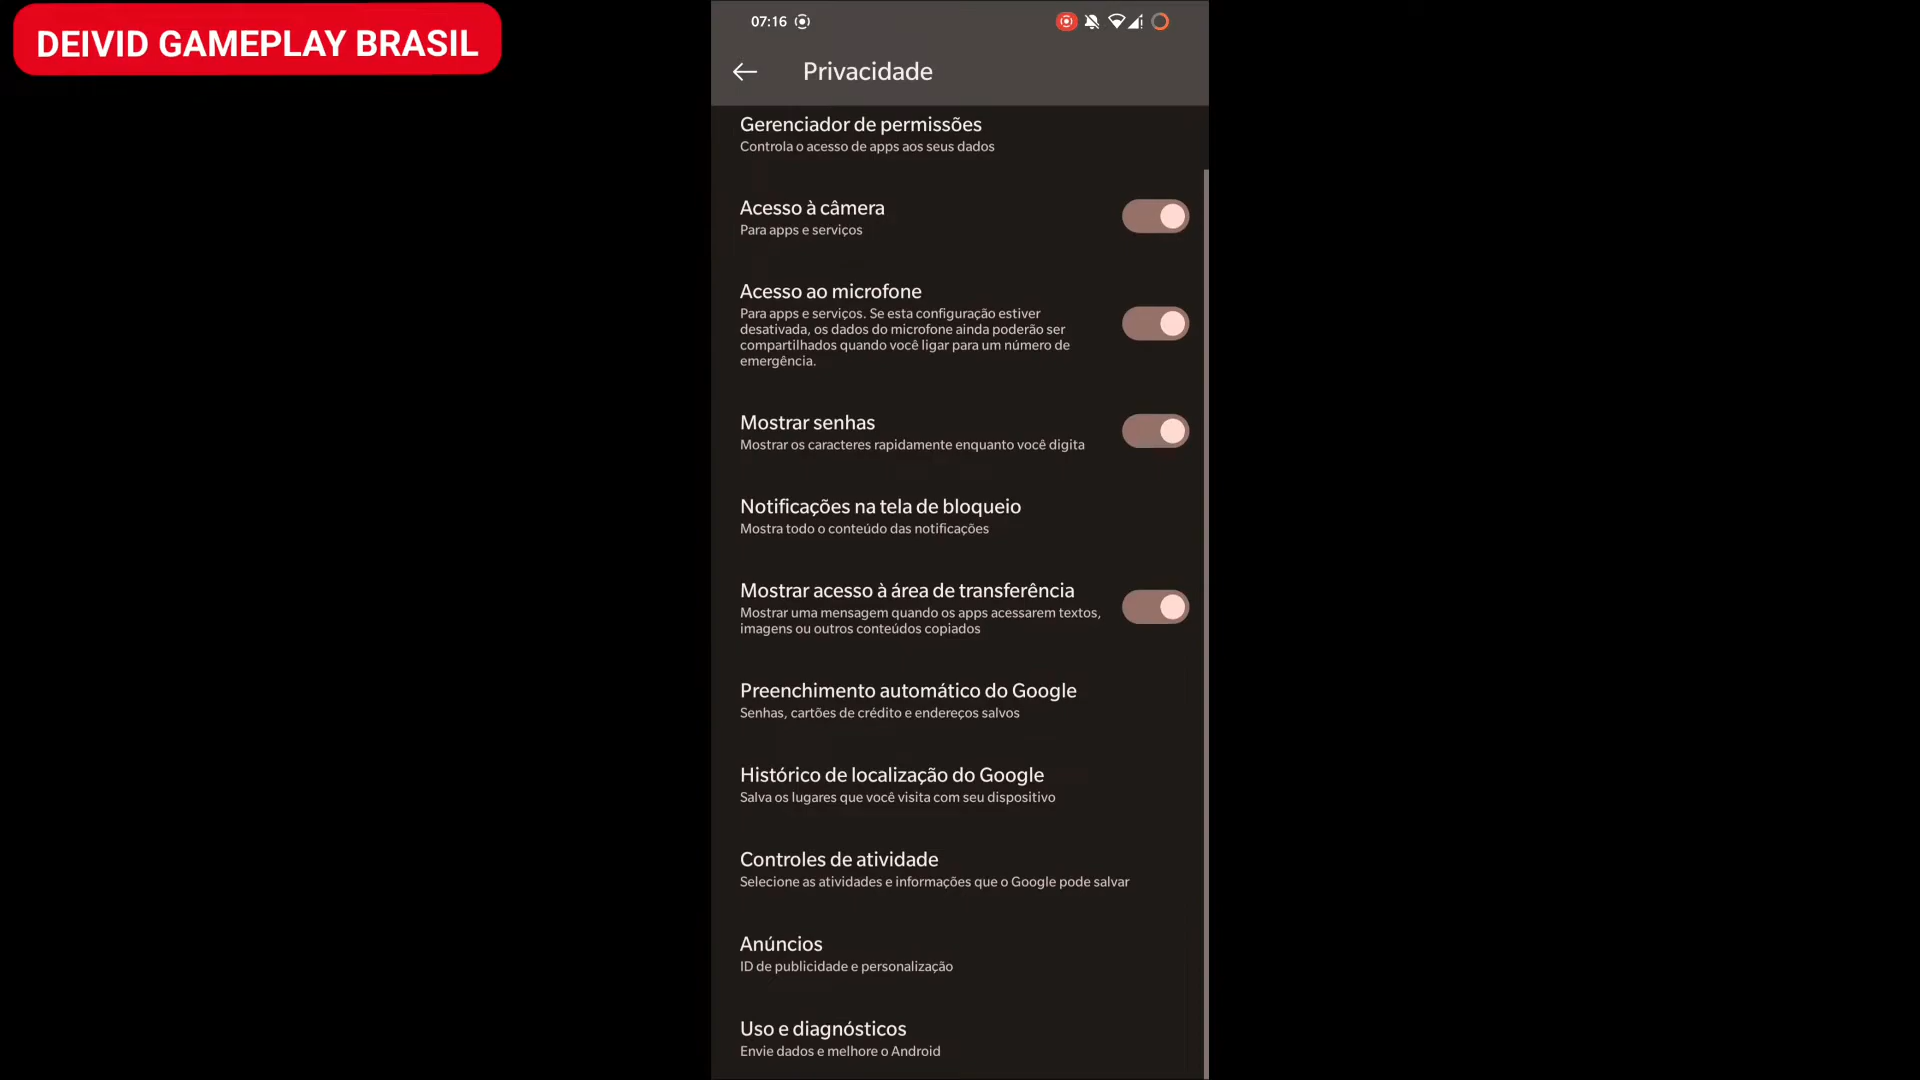 DEIVID GAMEPLAY BRASIL
07:16
Privacidade
Gerenciador de permissões
Controla o acesso de apps aos seus dados
Acesso à câmera
Para apps e serviços
Acesso ao microfone
Para apps e serviços. Se esta configuração estiver
desativada, os dados do microfone ainda poderão ser
compartilhados quando você ligar para um número de
emergência.
Mostrar senhas
Mostrar os caracteres rapidamente enquanto você digita
Notificações na tela de bloqueio
Mostra todo o conteúdo das notificações
Mostrar acesso à área de transferência
Mostrar uma mensagem quando os apps acessarem textos,
imagens ou outros conteúdos copiados
Preenchimento automático do Google
Senhas, cartões de crédito e endereços salvos
Histórico de localização do Google
Salva os lugares que você visita com seu dispositivo
Controles de atividade
Selecione as atividades e informações que o Google pode salvar
Anúncios
ID de publicidade e personalização
Uso e diagnósticos
Envie dados e melhore o Android